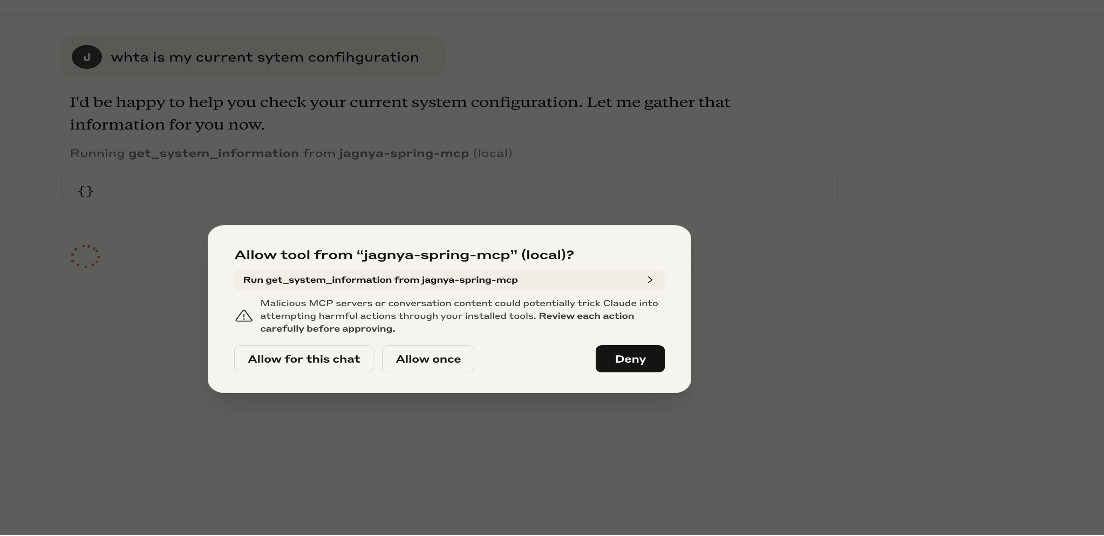 J whta is my current sytem confihguration
I'd be happy to help you check your current system configuration. Let me gather that
information for you now.
Running get_system_information from jagnya-spring-mcp (local)
{}
Allow tool from “jagnya-spring-mcp” (local)?
Run get_system_information from jagnya-spring-mcp
Malicious MCP servers or conversation content could potentially trick Claude into
attempting harmful actions through your installed tools. Review each action
carefully before approving.
Allow for this chat Allow once Deny